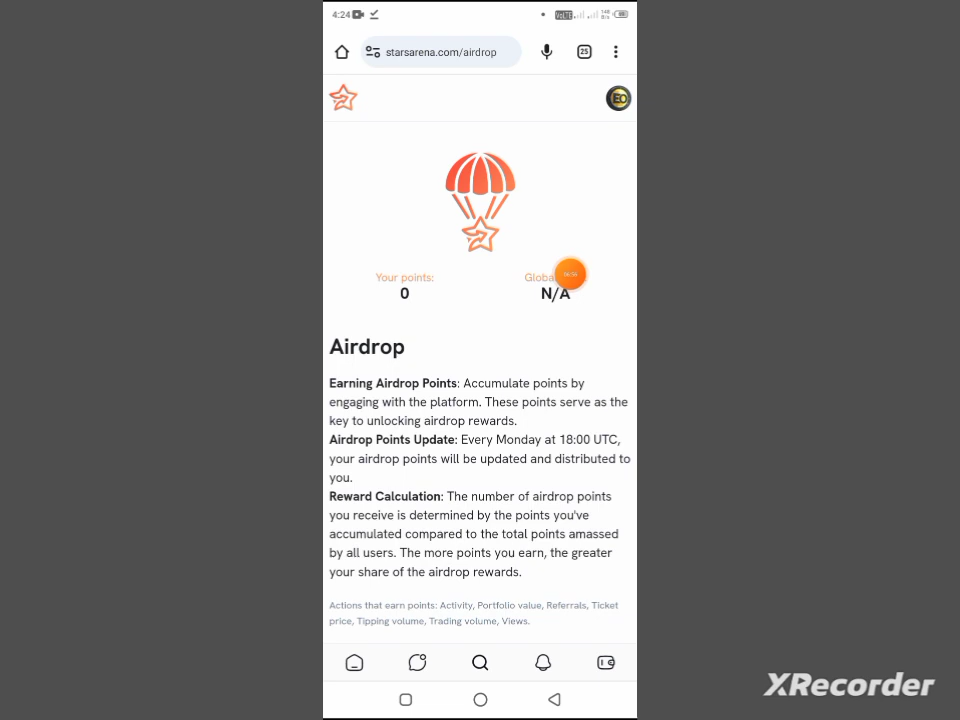 4:24
VoLTE
148
B/s
starsarena.com/airdrop
25
EO
Your points:
Globa
0
N/A
Airdrop
Earning Airdrop Points: Accumulate points by
engaging with the platform. These points serve as the
key to unlocking airdrop rewards.
Airdrop Points Update: Every Monday at 18:00 UTC,
your airdrop points will be updated and distributed to
you.
Reward Calculation: The number of airdrop points
you receive is determined by the points you've
accumulated compared to the total points amassed
by all users. The more points you earn, the greater
your share of the airdrop rewards.
Actions that earn points: Activity, Portfolio value, Referrals, Ticket
price, Tipping volume, Trading volume, Views.
XRecorder